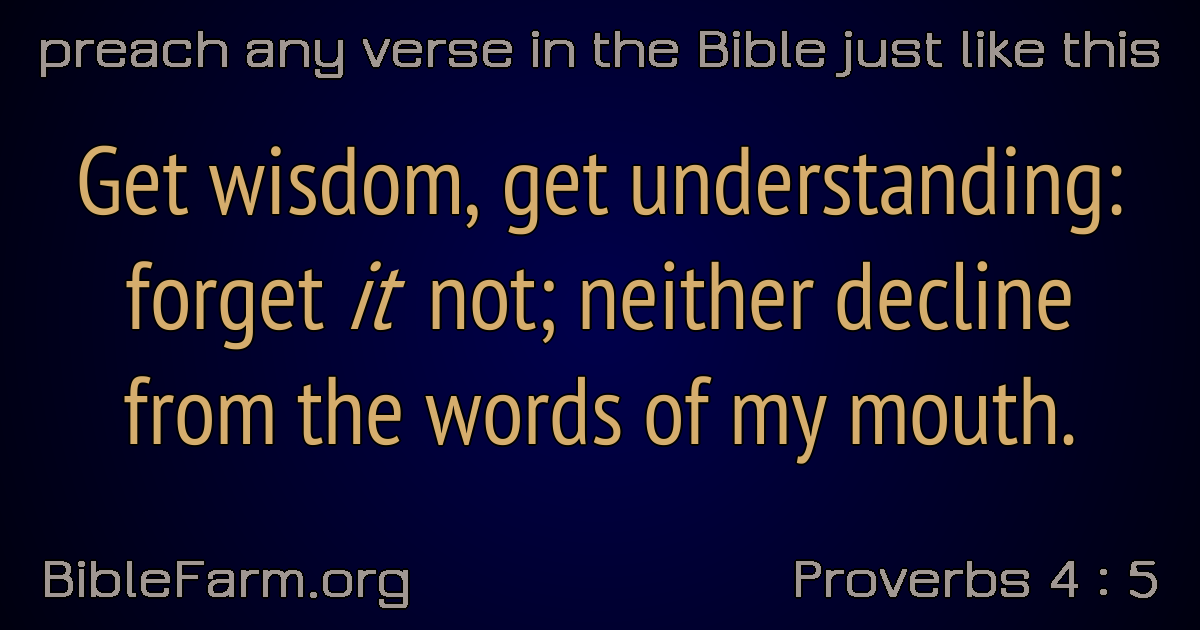 preach any verse in the Bible just like this
Get wisdom, get understanding:
forget it not; neither decline
from the words of my mouth.
BibleFarm.org
Proverbs 4 : 5